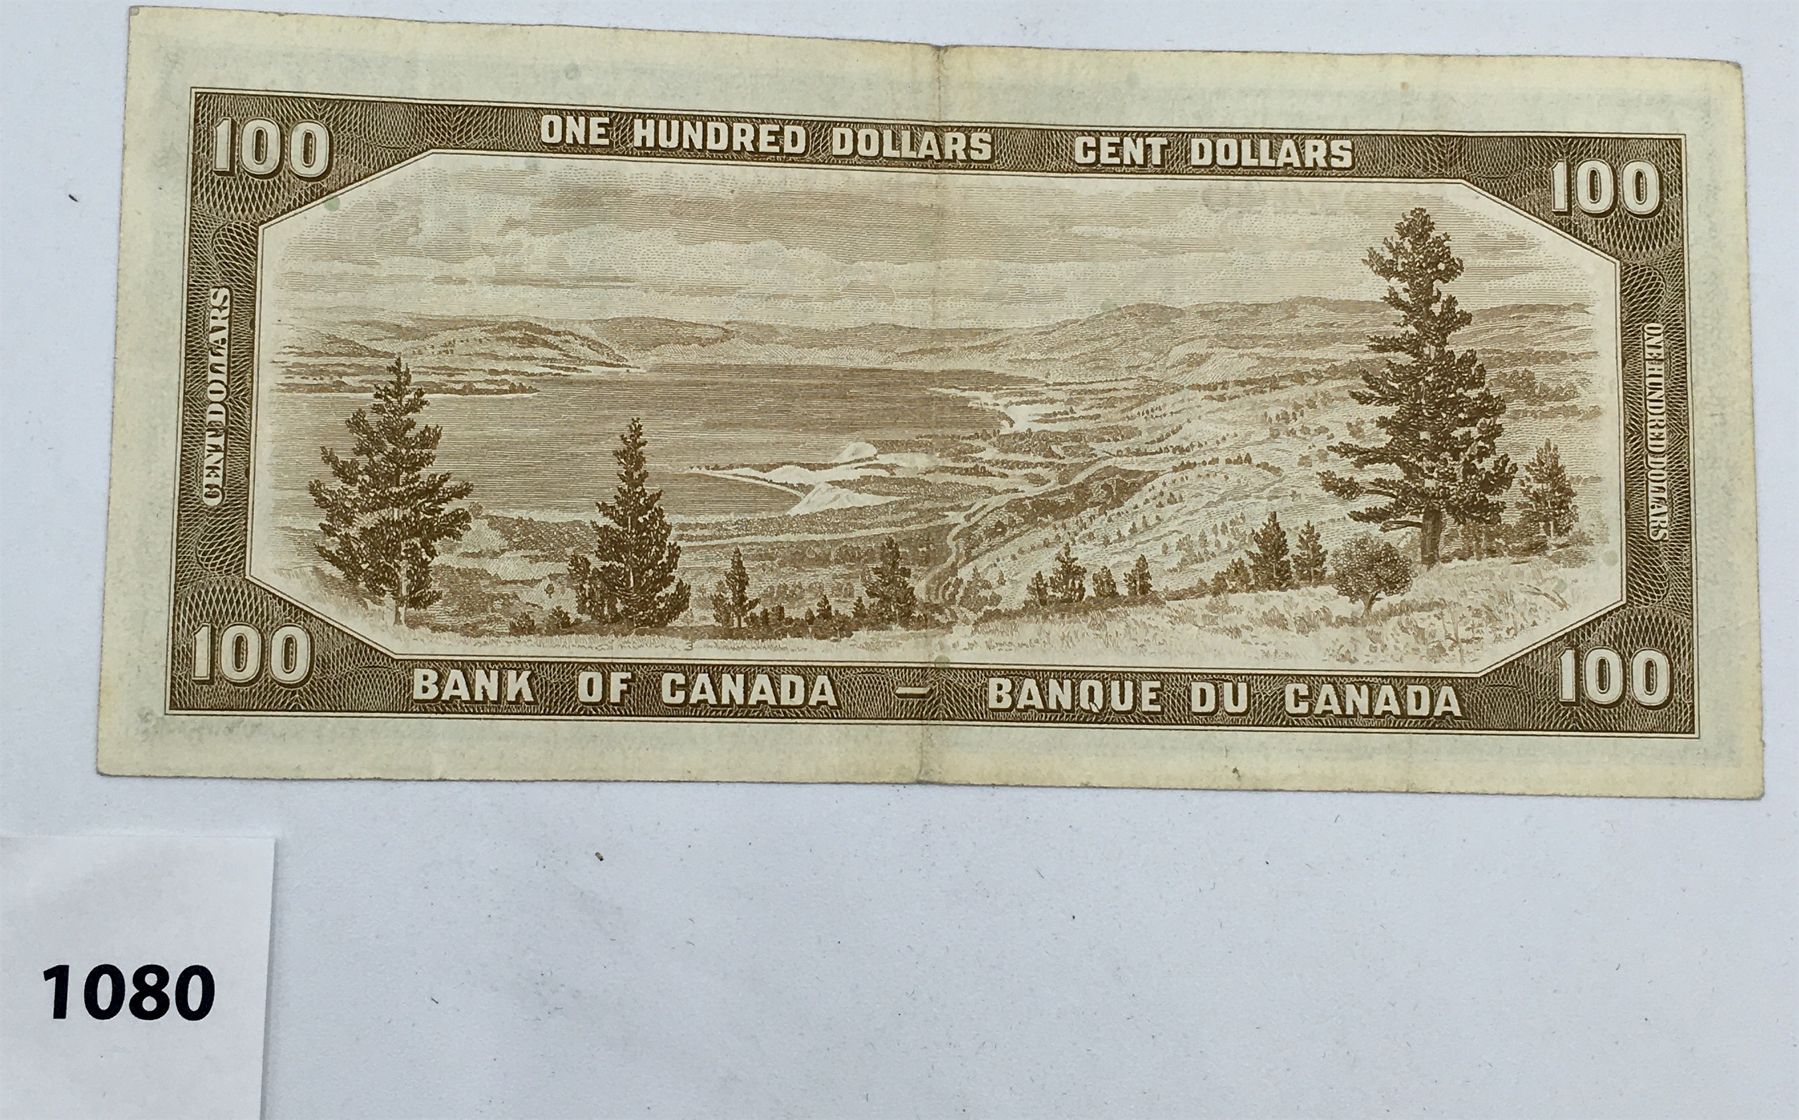 100 ONE HUNDRED DOLLARS CENT DOLLARS 100
CENT DOLLARS
ONE HUNDRED DOLLARS
100 BANK OF CANADA — BANQUE DU CANADA 100
1080